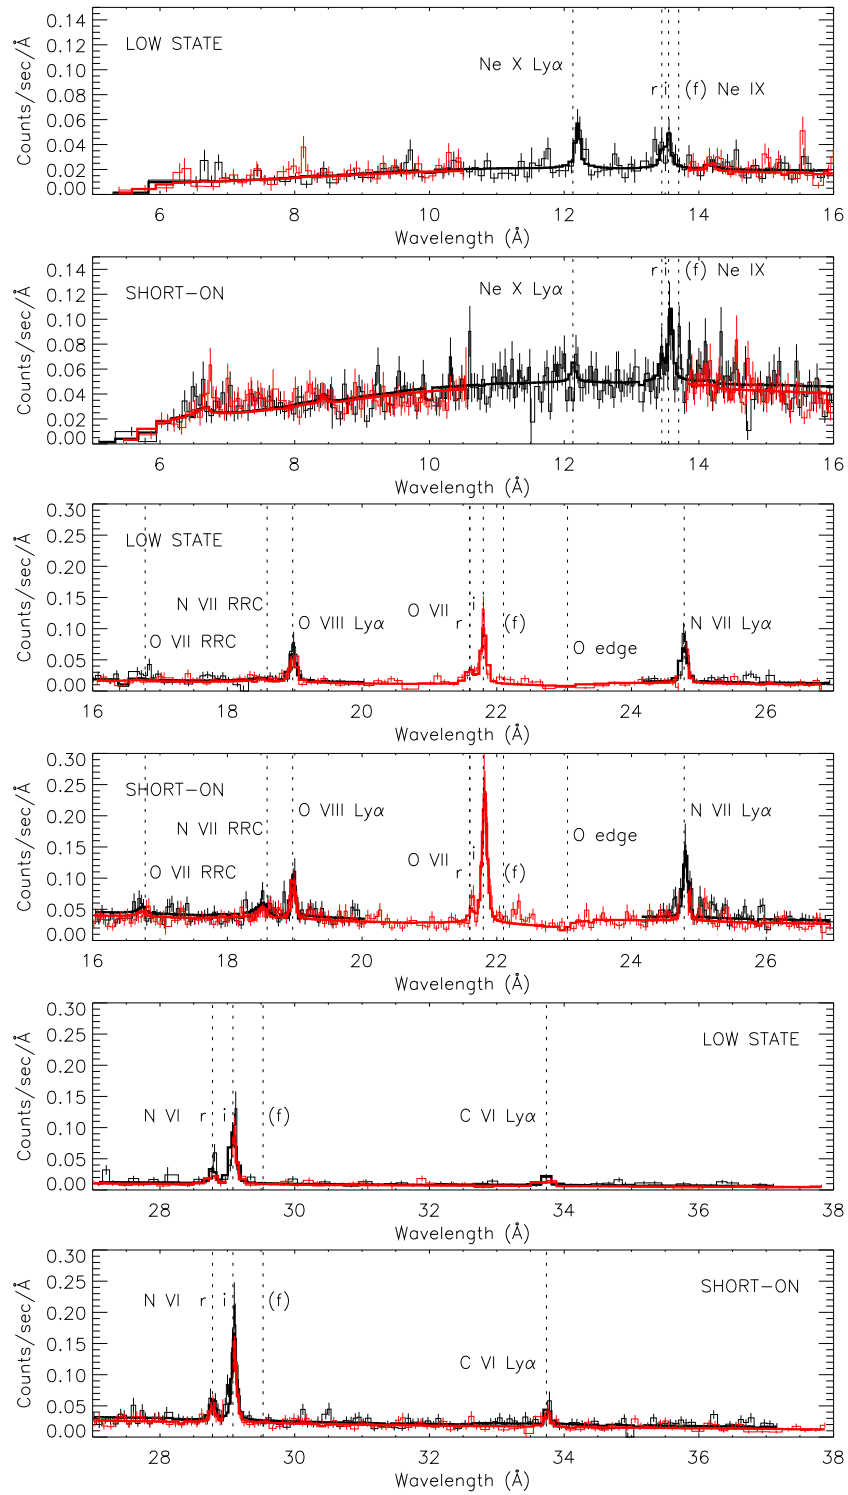 LOW STATE
Ne X Lyα
r i (f) Ne IX
Counts/sec/Å
0.14
0.12
0.10
0.08
0.06
0.04
0.02
0.00
6 8 10 12 14 16
Wavelength (Å)
SHORT-ON
Ne X Lyα
r i (f) Ne IX
Counts/sec/Å
0.14
0.12
0.10
0.08
0.06
0.04
0.02
0.00
6 8 10 12 14 16
Wavelength (Å)
LOW STATE
N VII RRC
O VII RRC
O VIII Lyα
O VII r i (f)
O edge
N VII Lyα
Counts/sec/Å
0.30
0.25
0.20
0.15
0.10
0.05
0.00
16 18 20 22 24 26
Wavelength (Å)
SHORT-ON
N VII RRC
O VII RRC
O VIII Lyα
O VII r i (f)
O edge
N VII Lyα
Counts/sec/Å
0.30
0.25
0.20
0.15
0.10
0.05
0.00
16 18 20 22 24 26
Wavelength (Å)
LOW STATE
N VI r i (f)
C VI Lyα
Counts/sec/Å
0.30
0.25
0.20
0.15
0.10
0.05
0.00
28 30 32 34 36 38
Wavelength (Å)
SHORT-ON
N VI r i (f)
C VI Lyα
Counts/sec/Å
0.30
0.25
0.20
0.15
0.10
0.05
0.00
28 30 32 34 36 38
Wavelength (Å)